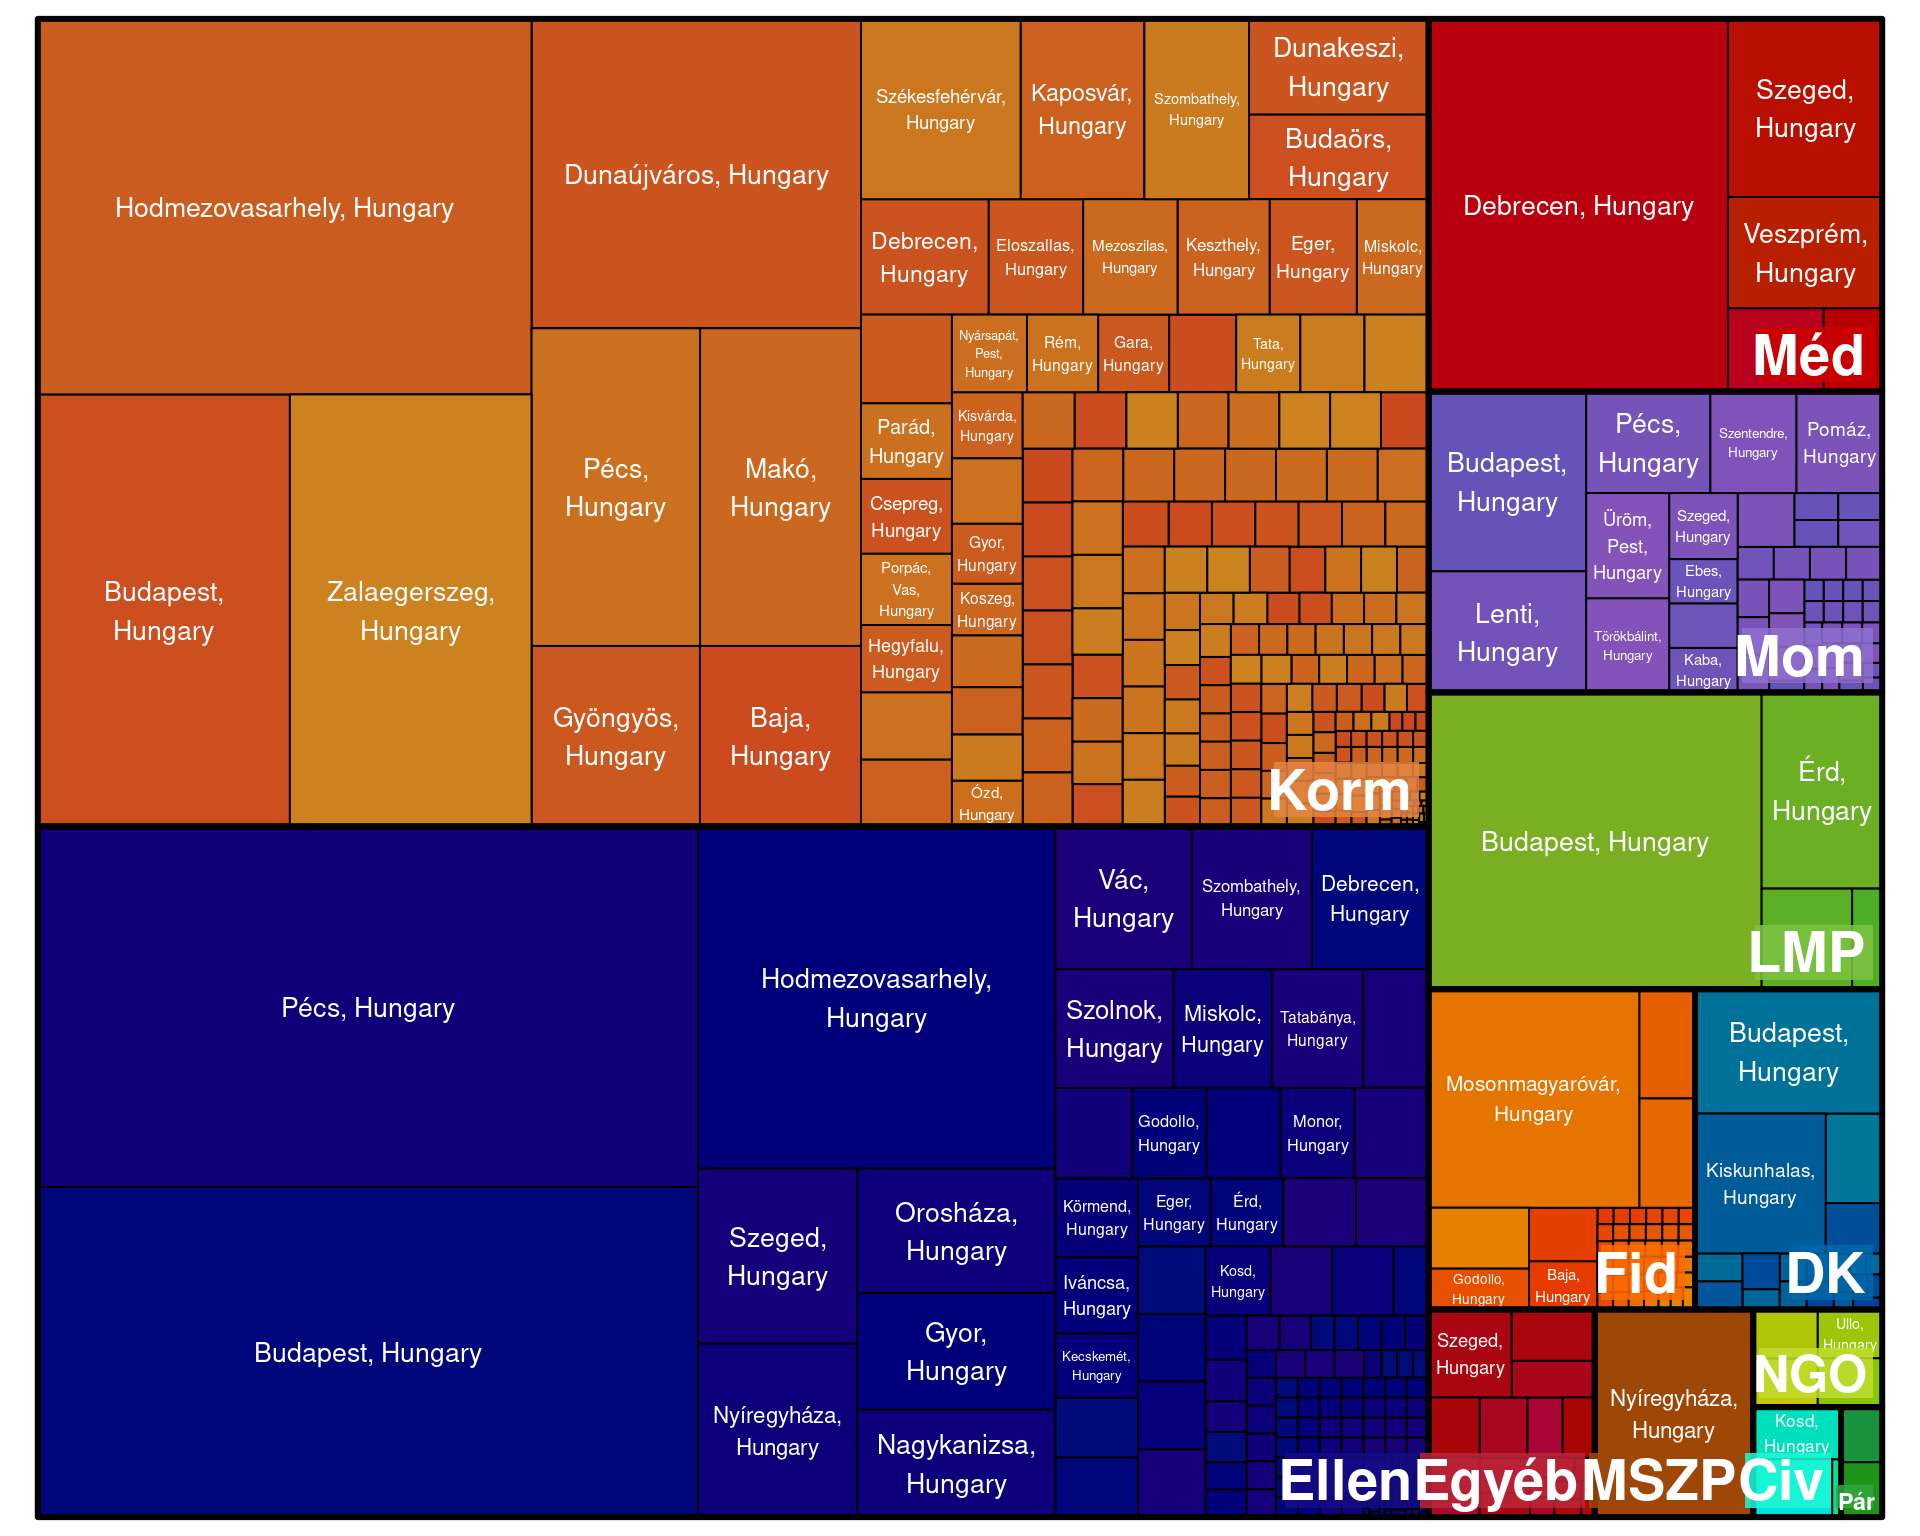 Hodmezovasarhely, Hungary
Dunaújváros, Hungary
Budapest,
Hungary
Zalaegerszeg,
Hungary
Pécs,
Hungary
Makó,
Hungary
Gyöngyös,
Hungary
Baja,
Hungary
Székesfehérvár,
Hungary
Kaposvár,
Hungary
Szombathely,
Hungary
Dunakeszi,
Hungary
Budaörs,
Hungary
Debrecen,
Hungary
Eloszallas,
Hungary
Mezoszilas,
Hungary
Keszthely,
Hungary
Eger,
Hungary
Miskolc,
Hungary
Nyársapát,
Pest,
Hungary
Rém,
Hungary
Gara,
Hungary
Tata,
Hungary
Parád,
Hungary
Kisvárda,
Hungary
Csepreg,
Hungary
Gyor,
Hungary
Porpác,
Vas,
Hungary
Koszeg,
Hungary
Hegyfalu,
Hungary
Ózd,
Hungary
Korm
Pécs, Hungary
Budapest, Hungary
Hodmezovasarhely,
Hungary
Szeged,
Hungary
Nyíregyháza,
Hungary
Orosháza,
Hungary
Gyor,
Hungary
Nagykanizsa,
Hungary
Vác,
Hungary
Szombathely,
Hungary
Debrecen,
Hungary
Szolnok,
Hungary
Miskolc,
Hungary
Tatabánya,
Hungary
Godollo,
Hungary
Monor,
Hungary
Körmend,
Hungary
Eger,
Hungary
Érd,
Hungary
Iváncsa,
Hungary
Kosd,
Hungary
Kecskemét,
Hungary
Ellen
Debrecen, Hungary
Szeged,
Hungary
Veszprém,
Hungary
Méd
Budapest,
Hungary
Lenti,
Hungary
Pécs,
Hungary
Szentendre,
Hungary
Pomáz,
Hungary
Üröm,
Pest,
Hungary
Szeged,
Hungary
Ebes,
Hungary
Törökbálint,
Hungary
Kaba,
Hungary
Mom
Budapest, Hungary
Érd,
Hungary
LMP
Mosonmagyaróvár,
Hungary
Godollo,
Hungary
Baja,
Hungary
Fid
Budapest,
Hungary
Kiskunhalas,
Hungary
DK
Szeged,
Hungary
Egyéb
Nyíregyháza,
Hungary
MSZP
Ullo,
Hungary
NGO
Kosd,
Hungary
Civ
Pár